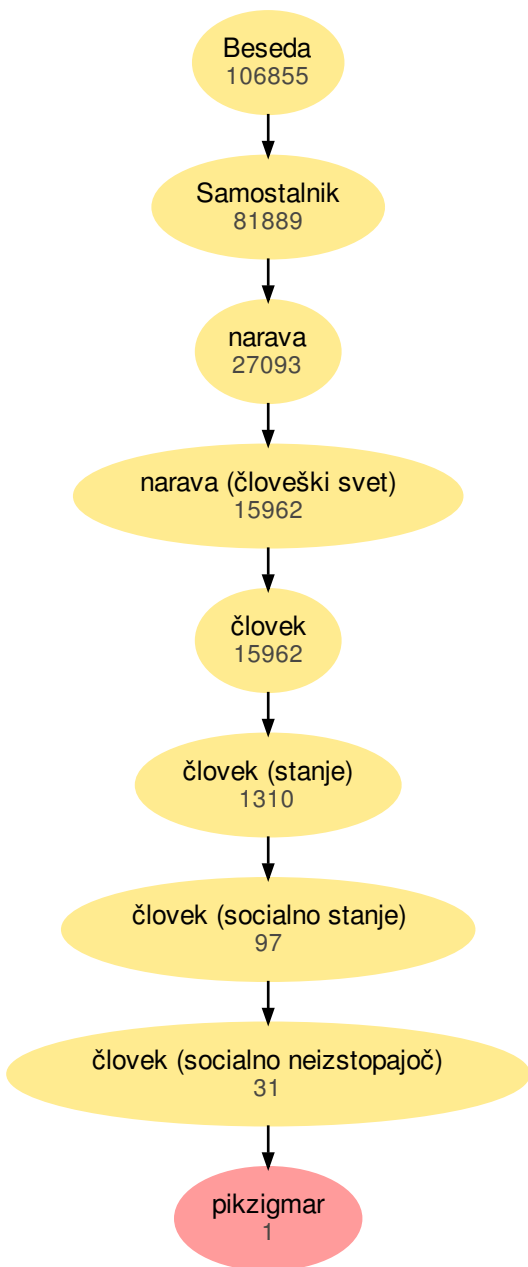 Beseda
106855
Samostalnik
81889
narava
27093
narava (človeški svet)
15962
človek
15962
človek (stanje)
1310
človek (socialno stanje)
97
človek (socialno neizstopajoč)
31
pikzigmar
1